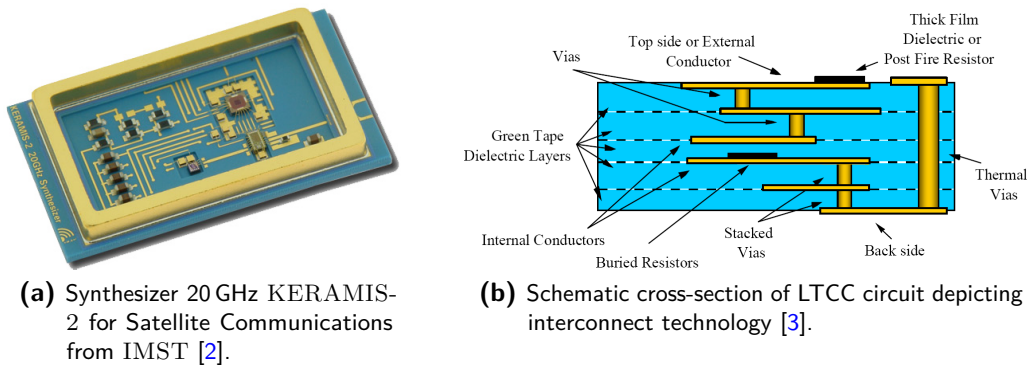 KERAMIS-2 20GHz Synthesizer
Top side or External
Conductor
Thick Film
Dielectric or
Post Fire Resistor
Vias
Green Tape
Dielectric Layers
Thermal
Vias
Internal Conductors
Buried Resistors
Stacked
Vias
Back side
(a) Synthesizer 20 GHz KERAMIS-
2 for Satellite Communications
from IMST [2].
(b) Schematic cross-section of LTCC circuit depicting
interconnect technology [3].